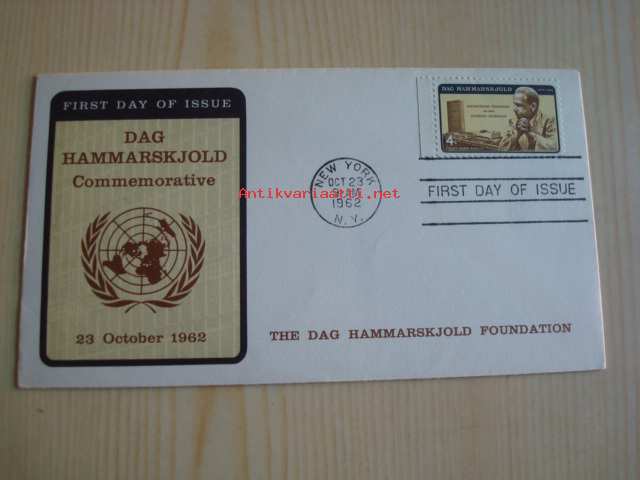 FIRST DAY OF ISSUE
DAG
HAMMARSKJOLD
Commemorative
23 October 1962
DAG HAMMARSKJOLD
4¢
NEW YORK
OCT 23
1962
N.Y.
FIRST DAY OF ISSUE
Antikvariaatti.net
THE DAG HAMMARSKJOLD FOUNDATION